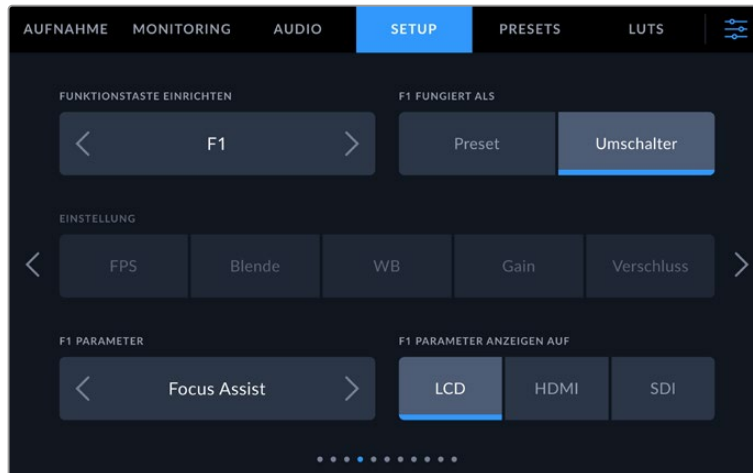 AUFNAHME MONITORING AUDIO SETUP PRESETS LUTS
FUNKTIONSTASTE EINRICHTEN
F1
F1 FUNGIERT ALS
Preset Umschalter
EINSTELLUNG
FPS Blende WB Gain Verschluss
F1 PARAMETER
Focus Assist
F1 PARAMETER ANZEIGEN AUF
LCD HDMI SDI